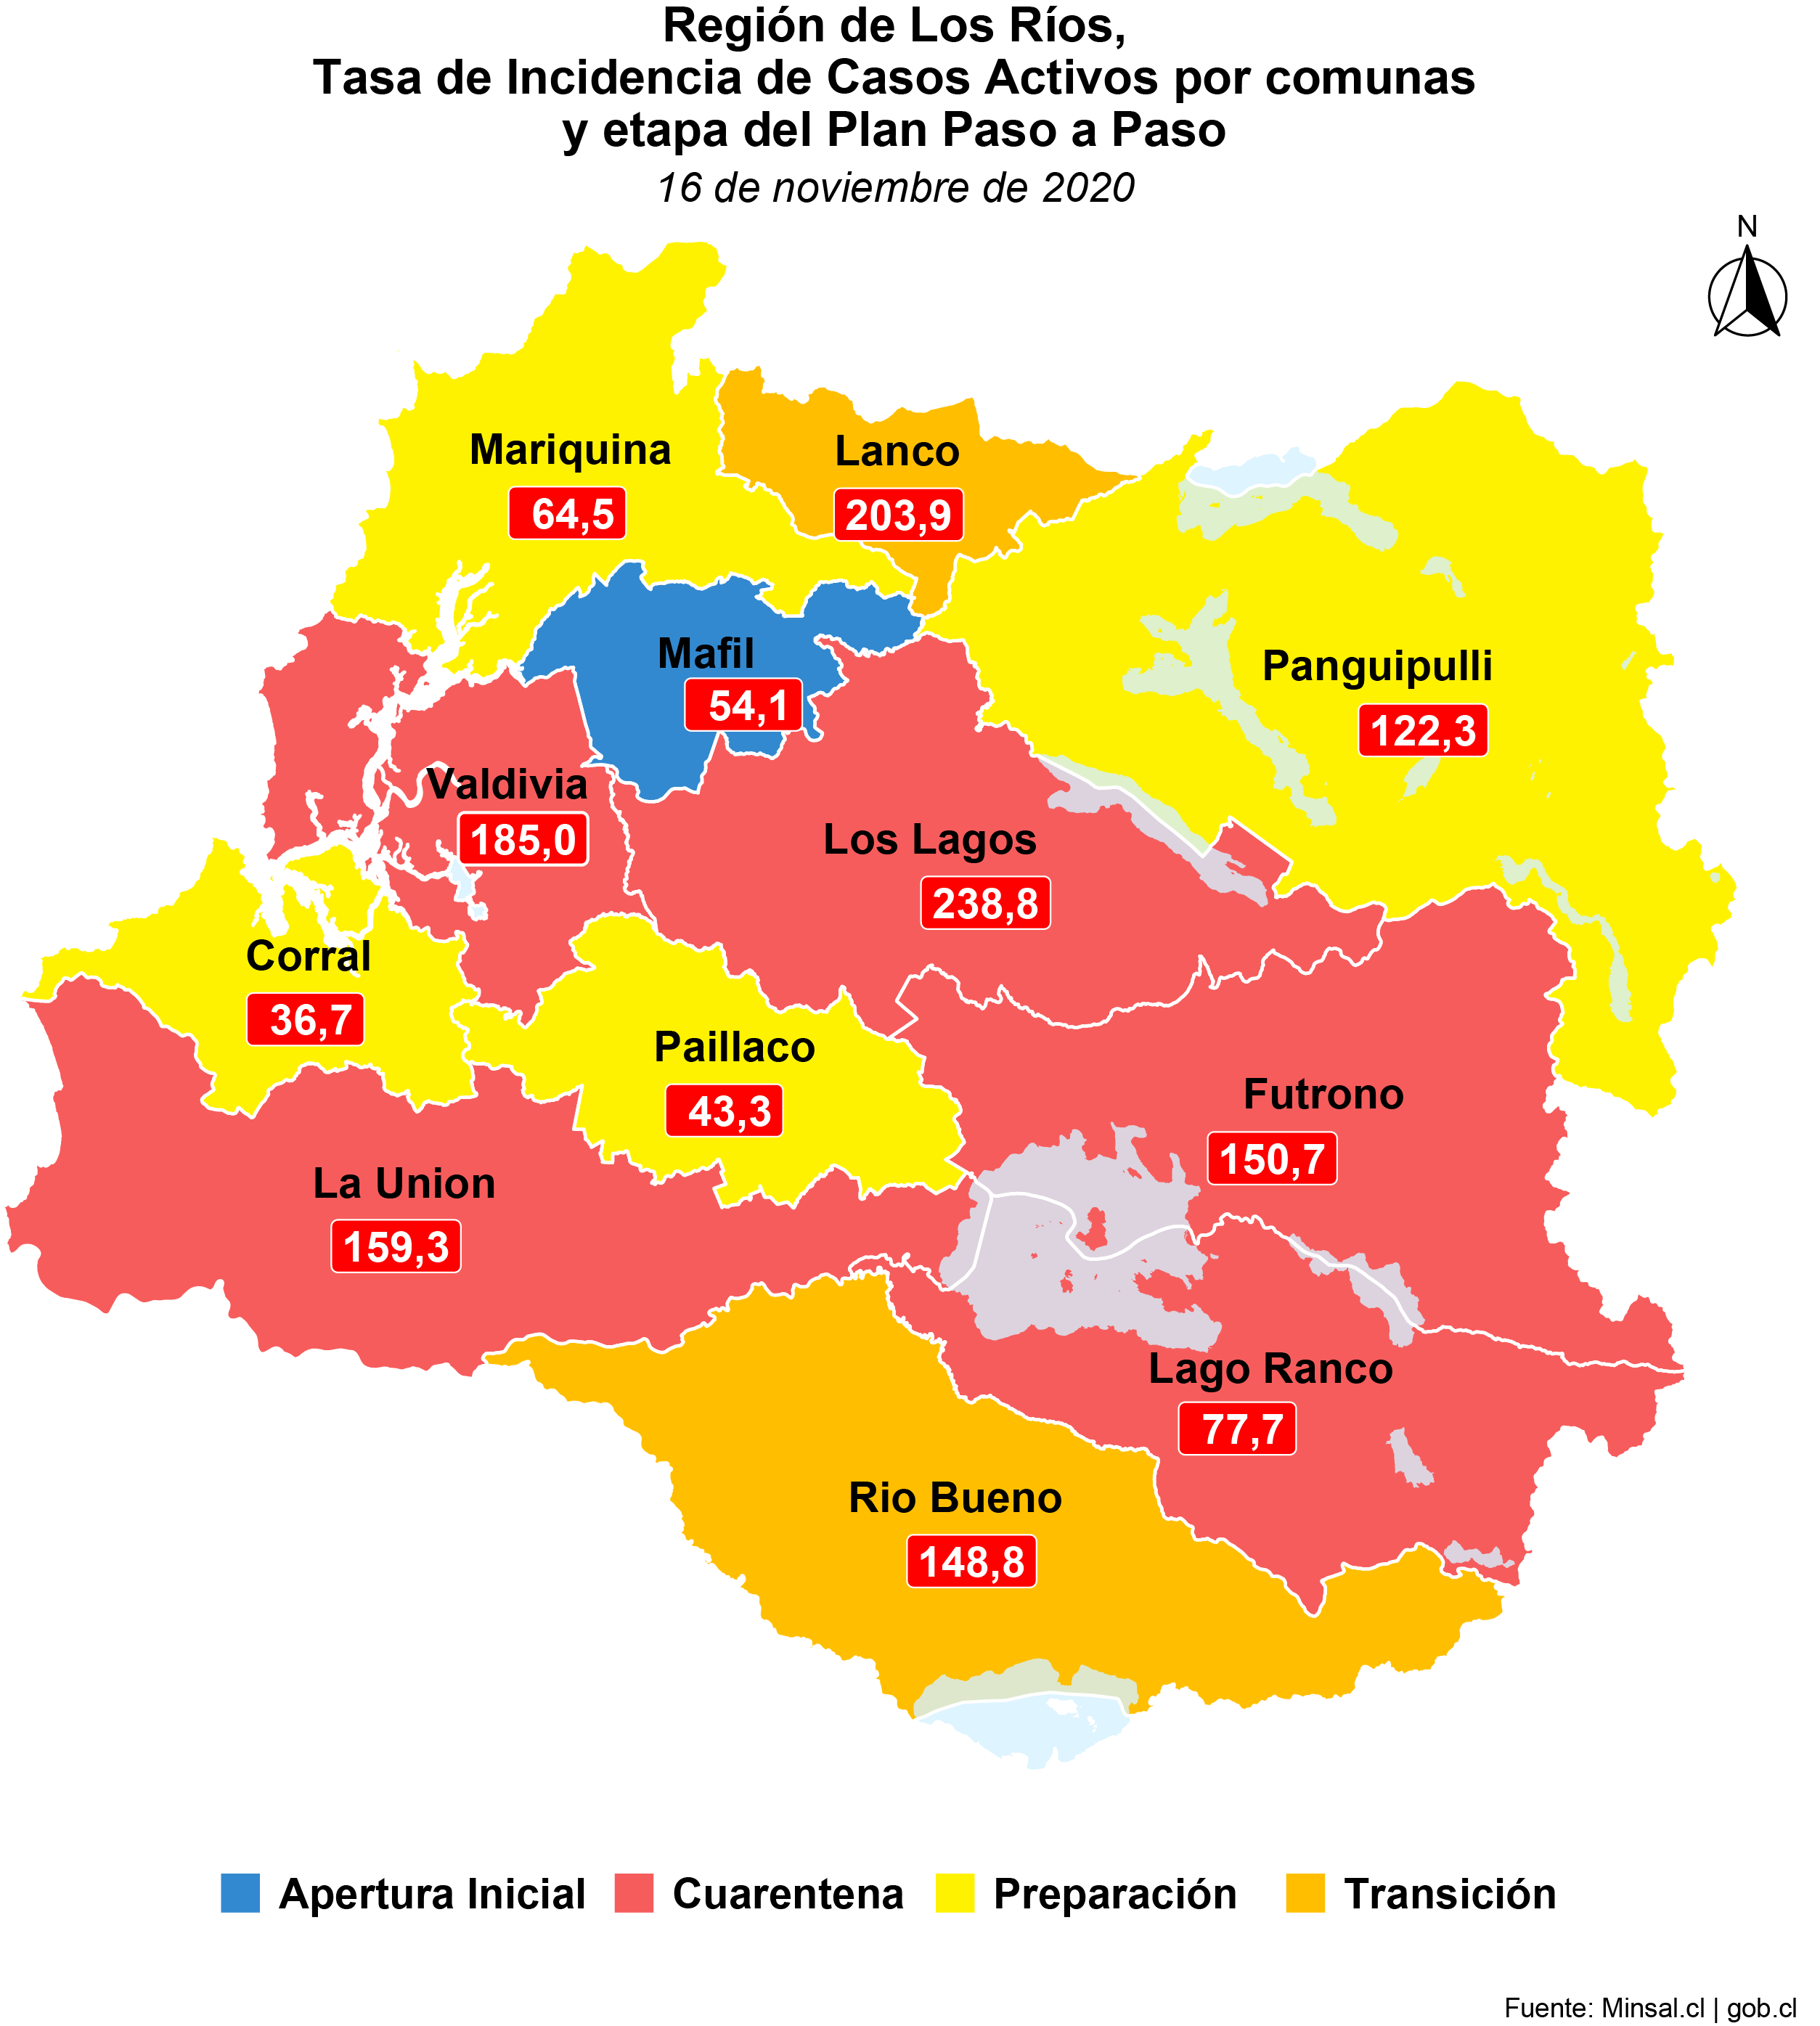 Región de Los Ríos,
Tasa de Incidencia de Casos Activos por comunas
y etapa del Plan Paso a Paso
16 de noviembre de 2020
N
Mariquina
64,5
Lanco
203,9
Mafil
54,1
Panguipulli
122,3
Valdivia
185,0
Los Lagos
238,8
Corral
36,7
Paillaco
43,3
Futrono
150,7
La Union
159,3
Lago Ranco
77,7
Rio Bueno
148,8
Apertura Inicial
Cuarentena
Preparación
Transición
Fuente: Minsal.cl | gob.cl